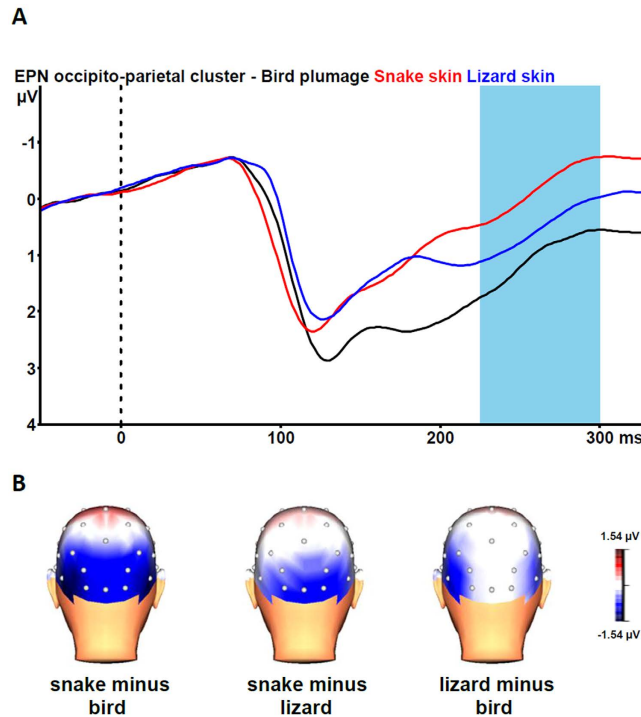 A
EPN occipito-parietal cluster - Bird plumage Snake skin Lizard skin
µV
-1
0
1
2
3
4
0 100 200 300 ms
B
1.54 µV
-1.54 µV
snake minus bird
snake minus lizard
lizard minus bird